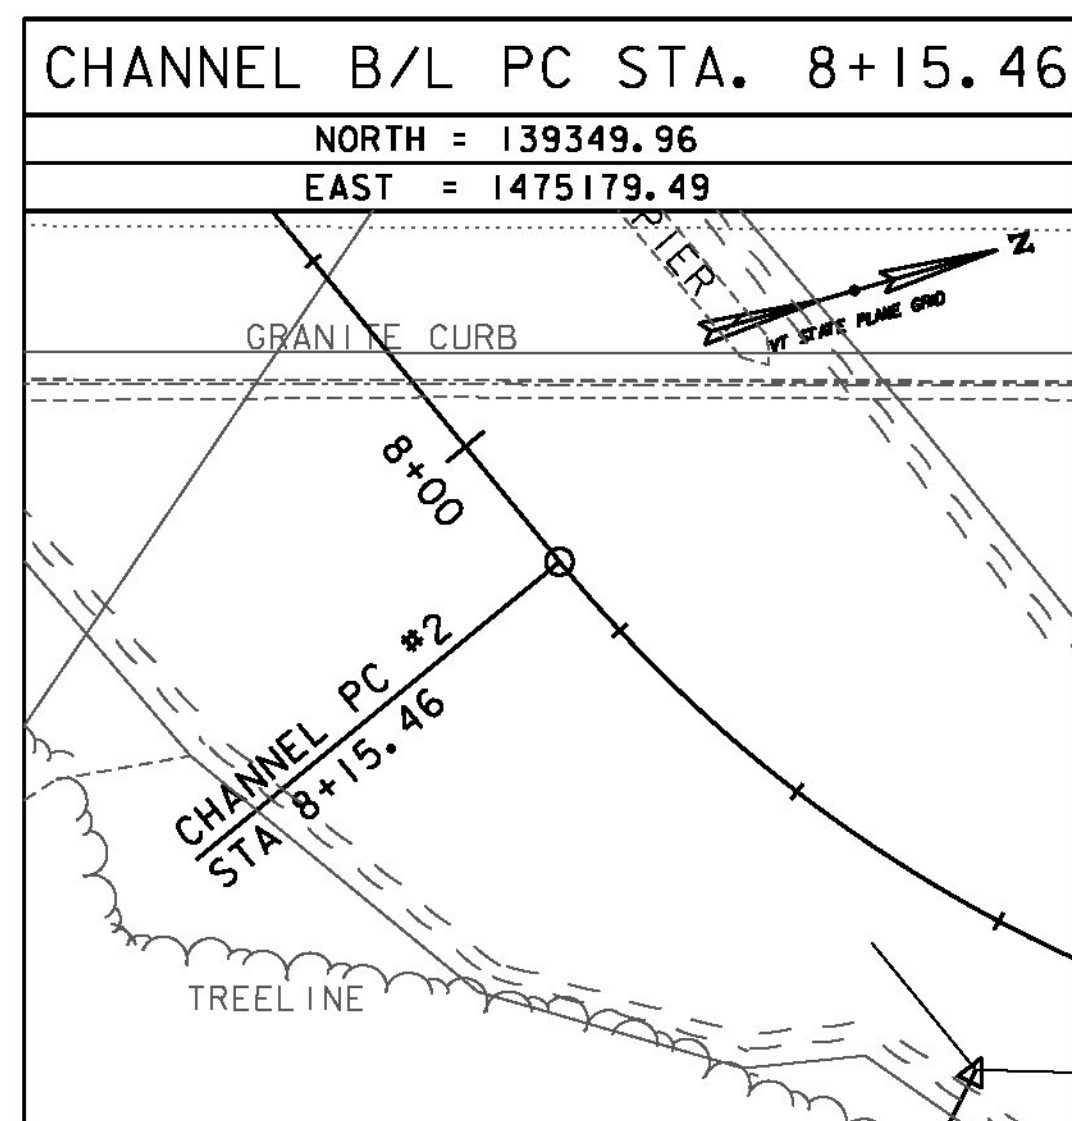 CHANNEL B/L PC STA. 8+15.46
NORTH = 139349.96
EAST = 1475179.49
PIER
N
VT STATE PLANE GRID
GRANITE CURB
8+00
CHANNEL PC #2
STA 8+15.46
TREELINE